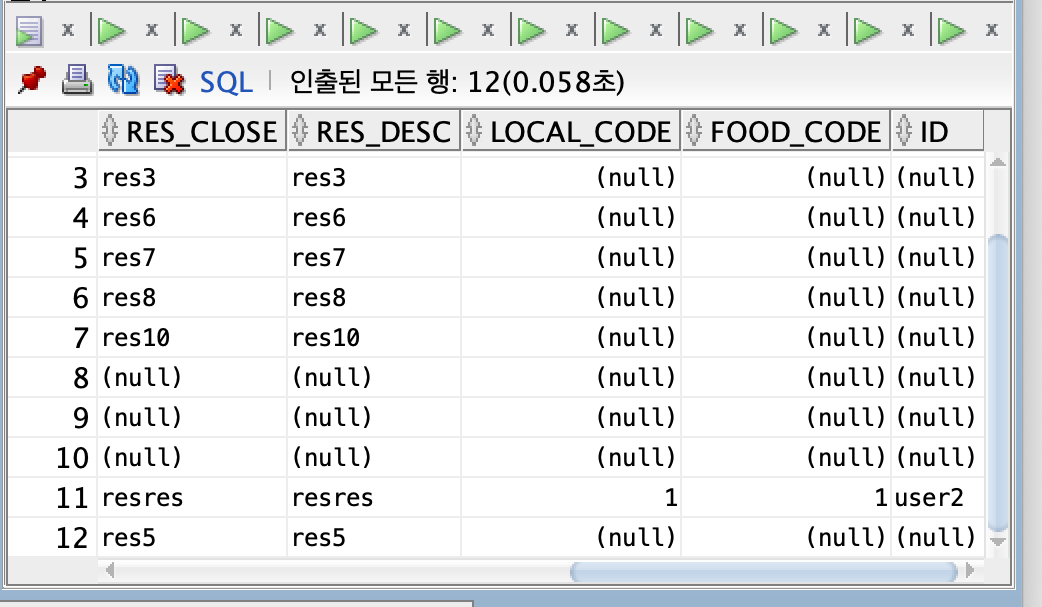 SQL 인출된 모든 행: 12(0.058초)
RES_CLOSE RES_DESC LOCAL_CODE FOOD_CODE ID
3 res3 res3 (null) (null) (null)
4 res6 res6 (null) (null) (null)
5 res7 res7 (null) (null) (null)
6 res8 res8 (null) (null) (null)
7 res10 res10 (null) (null) (null)
8 (null) (null) (null) (null) (null)
9 (null) (null) (null) (null) (null)
10 (null) (null) (null) (null) (null)
11 resres resres 1 1 user2
12 res5 res5 (null) (null) (null)